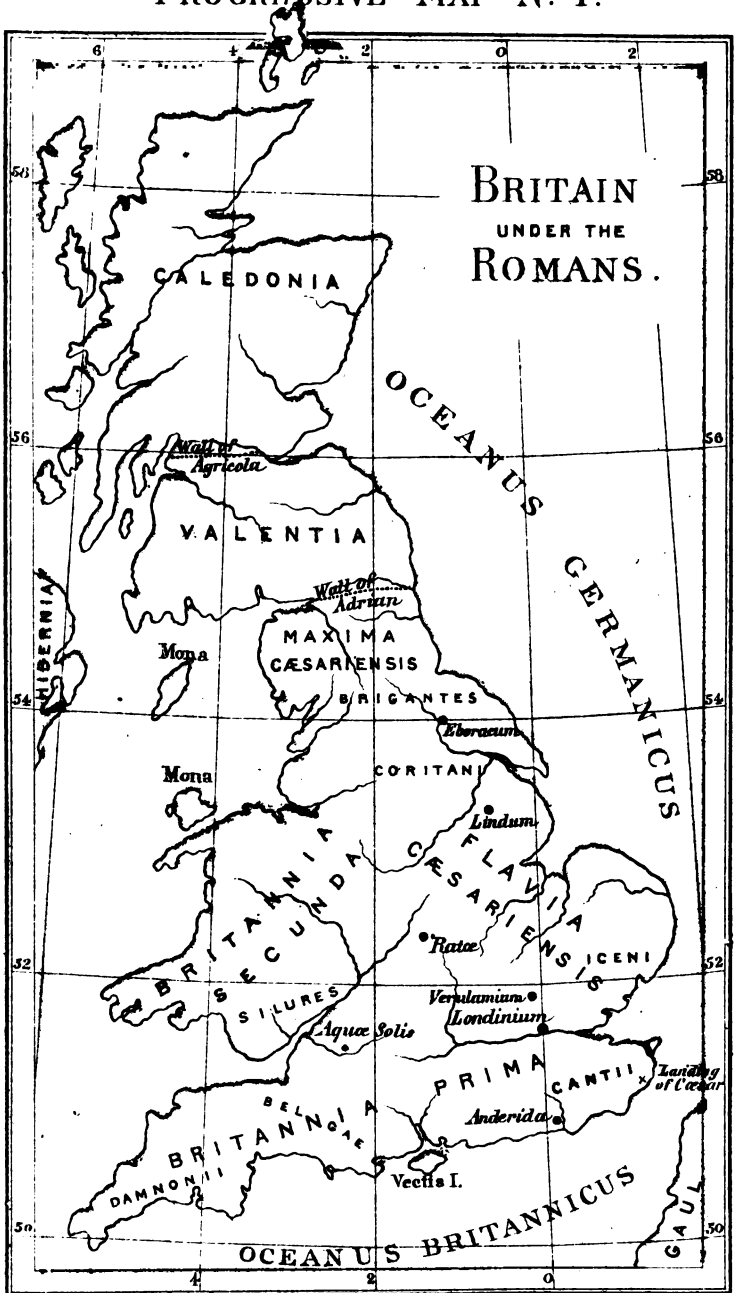 PROGRESSIVE MAP No. 1.
6 4 2 0 2
58 58
BRITAIN
UNDER THE
ROMANS.
CALEDONIA
OCEANUS GERMANICUS
56 56
Wall of
Agricola
VALENTIA
Wall of
Adrian
HIBERNIA
Mona
MAXIMA
CÆSARIENSIS
BRIGANTES
54 54
Eboracum
Mona
CORITANI
Lindum
FLAVIA
CÆSARIENSIS
BRITANNIA
SECUNDA
Ratæ
ICENI
52 52
SILURES
Verulamium
Londinium
Aquæ Solis
PRIMA
CANTII
Landing
of Cæsar
BELGAE
BRITANNIA
Anderida
DAMNONII
Vectis I.
GAUL
50 50
OCEANUS BRITANNICUS
4 2 0